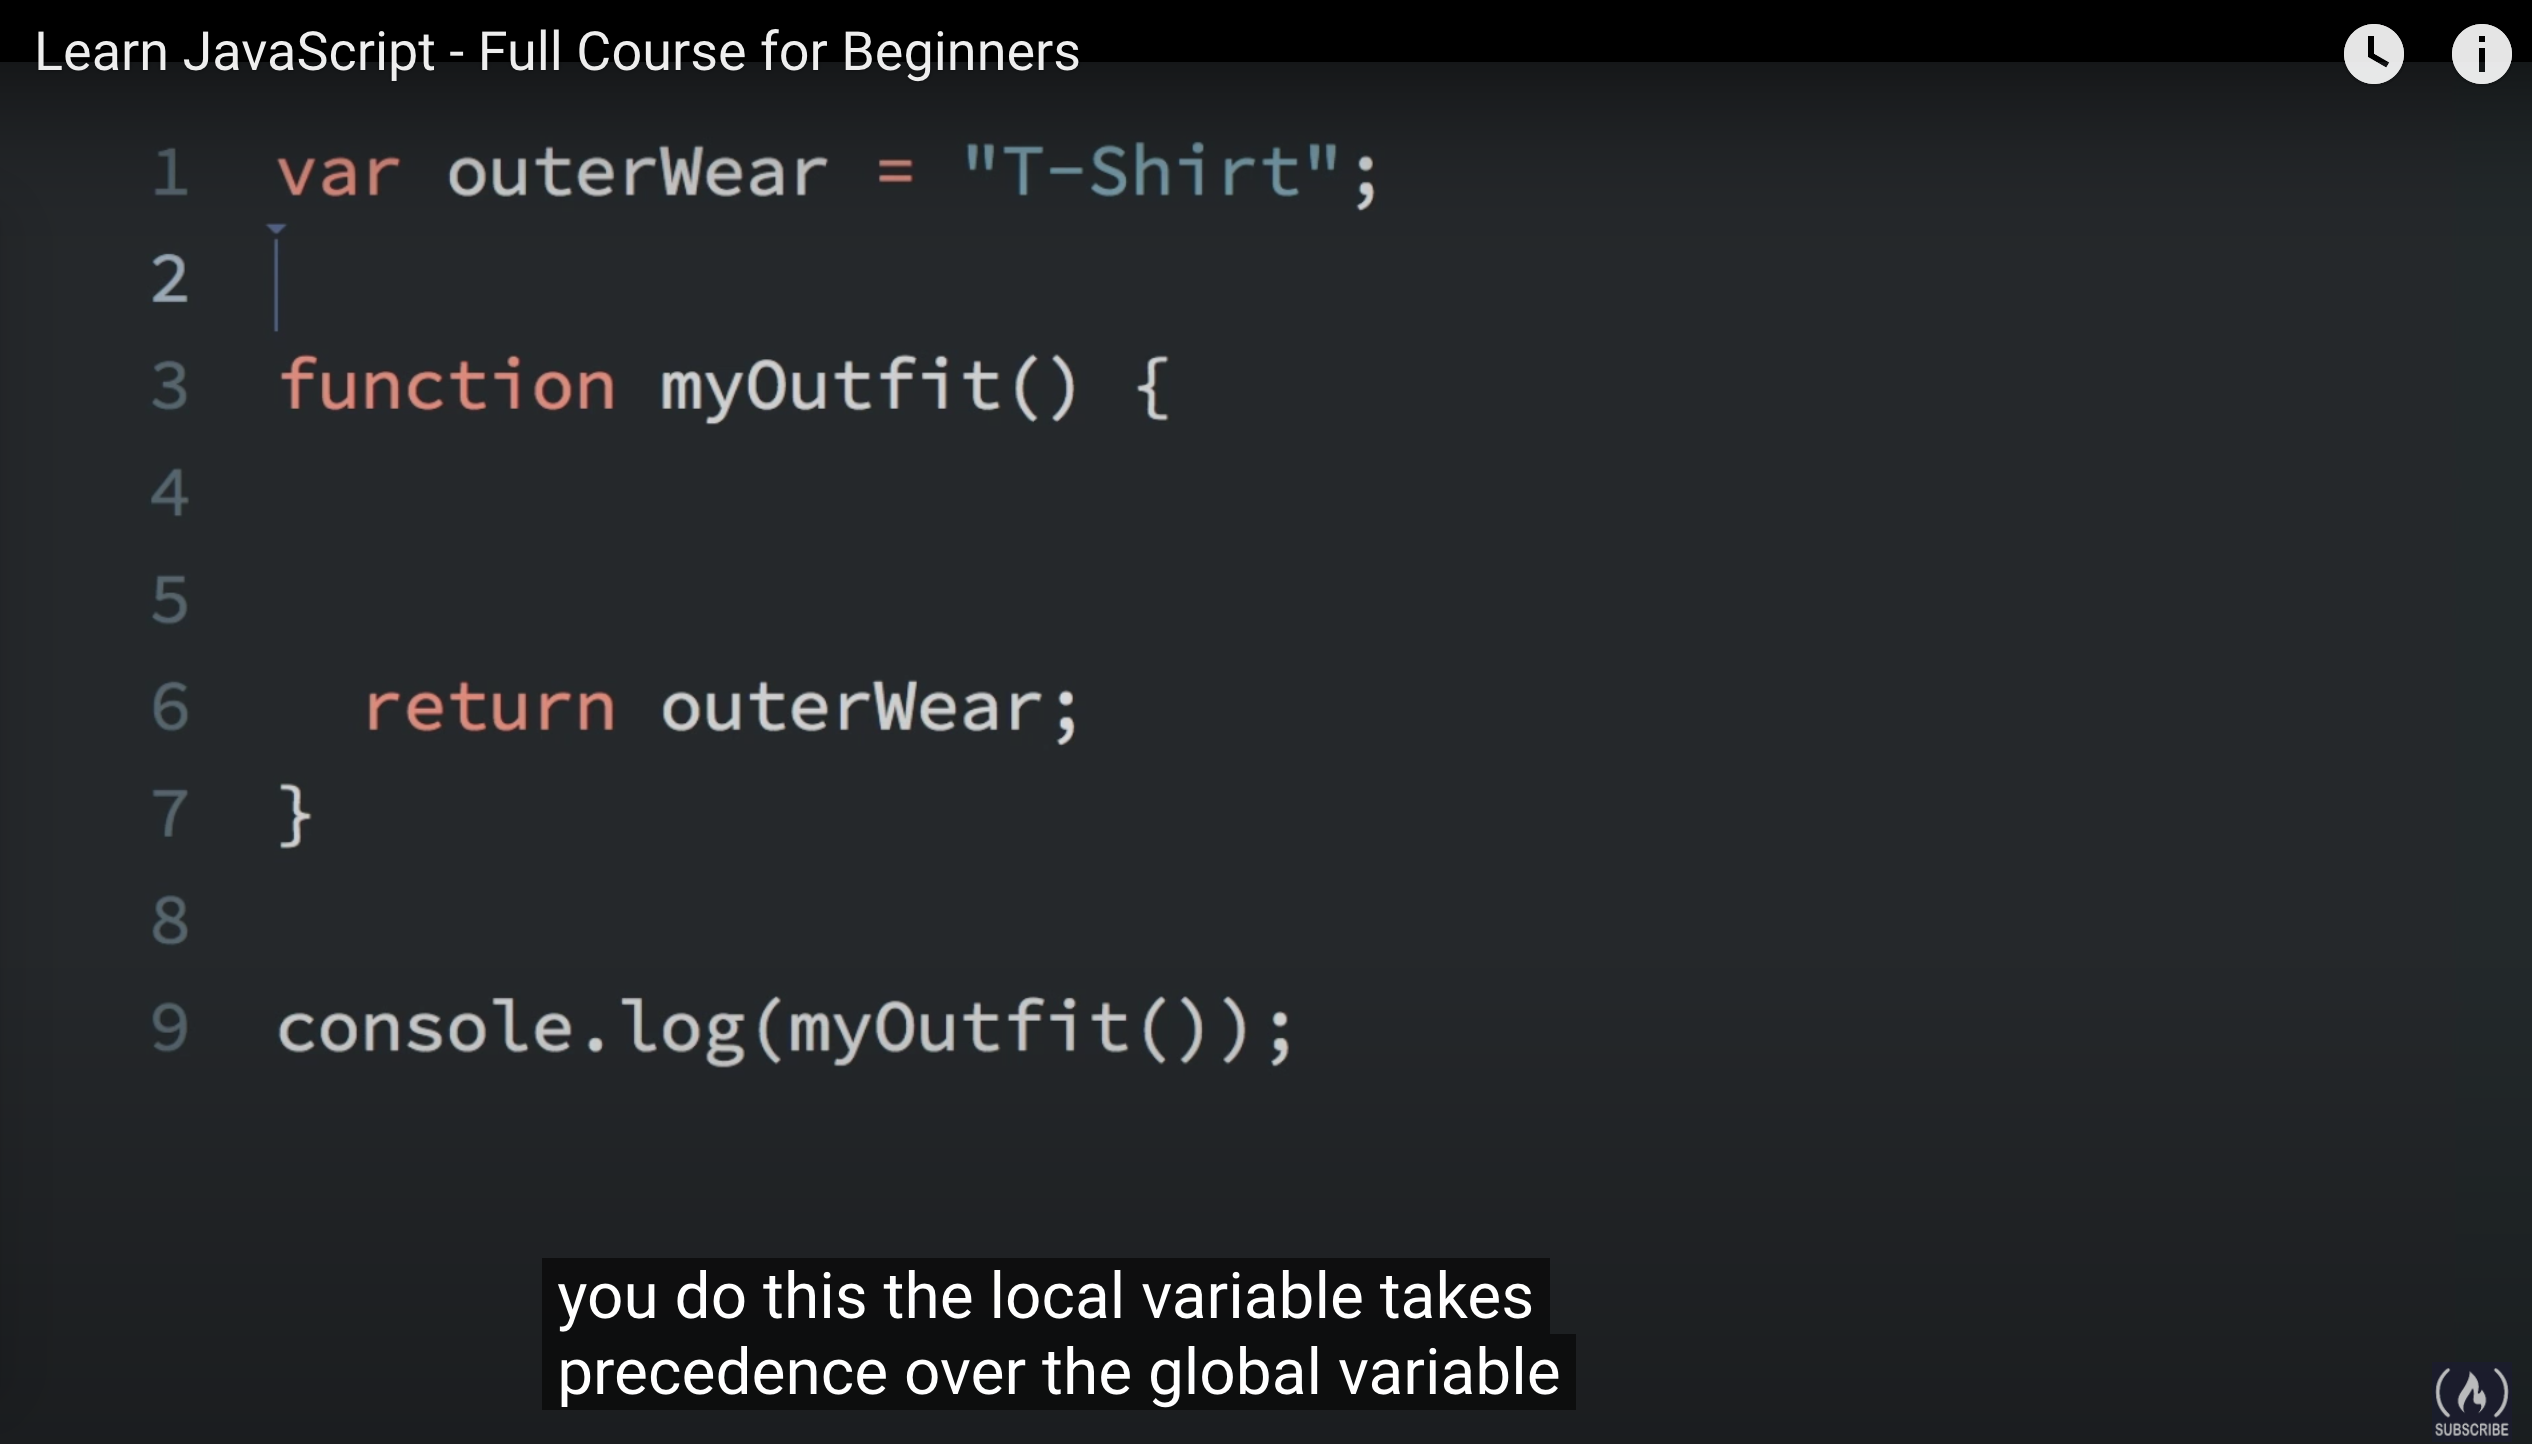 Learn JavaScript - Full Course for Beginners
1 var outerWear = "T-Shirt";
2
3 function myOutfit() {
4
5
6   return outerWear;
7 }
8
9 console.log(myOutfit());
you do this the local variable takes
precedence over the global variable
SUBSCRIBE